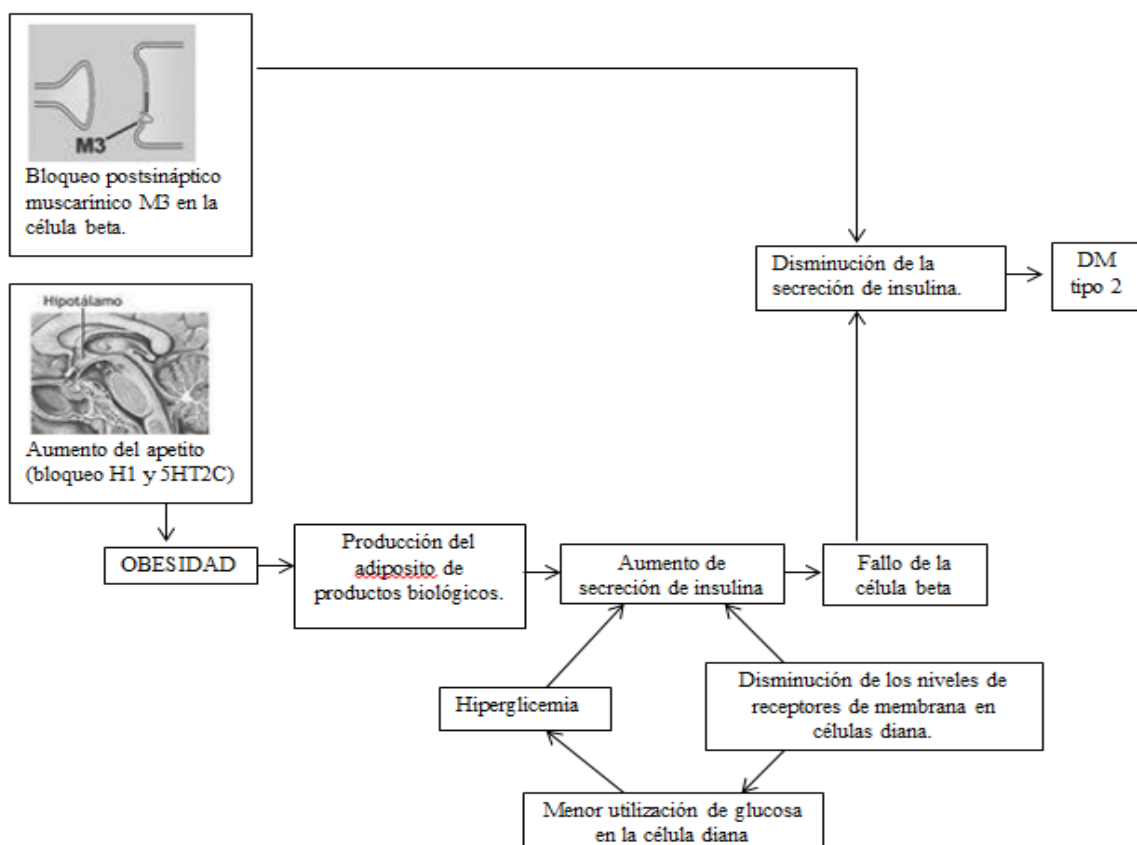 M3
Bloqueo postsináptico
muscarínico M3 en la
célula beta.
Disminución de la
secreción de insulina.
DM
tipo 2
Hipotálamo
Aumento del apetito
(bloqueo H1 y 5HT2C)
OBESIDAD
Producción del
adiposito de
productos biológicos.
Aumento de
secreción de insulina
Fallo de la
célula beta
Hiperglicemia
Disminución de los niveles de
receptores de membrana en
células diana.
Menor utilización de glucosa
en la célula diana